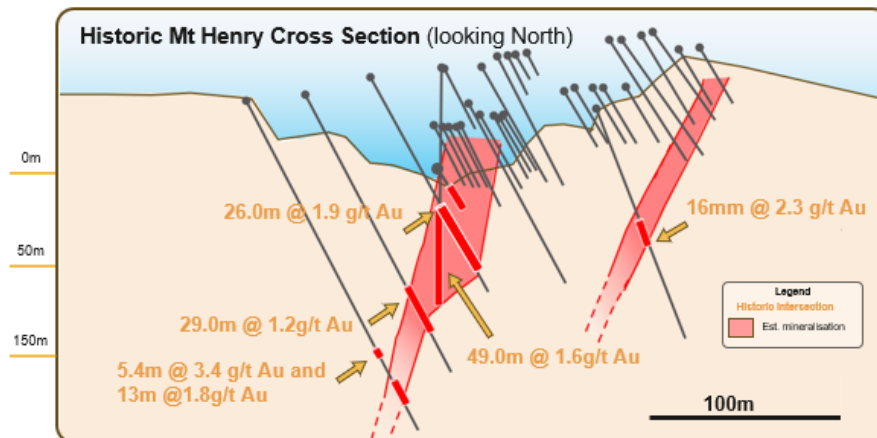 Historic Mt Henry Cross Section (looking North)
0m
26.0m @ 1.9 g/t Au
16mm @ 2.3 g/t Au
50m
Legend
Historic Intersection
Est. mineralisation
29.0m @ 1.2g/t Au
150m
49.0m @ 1.6g/t Au
5.4m @ 3.4 g/t Au and
13m @1.8g/t Au
100m